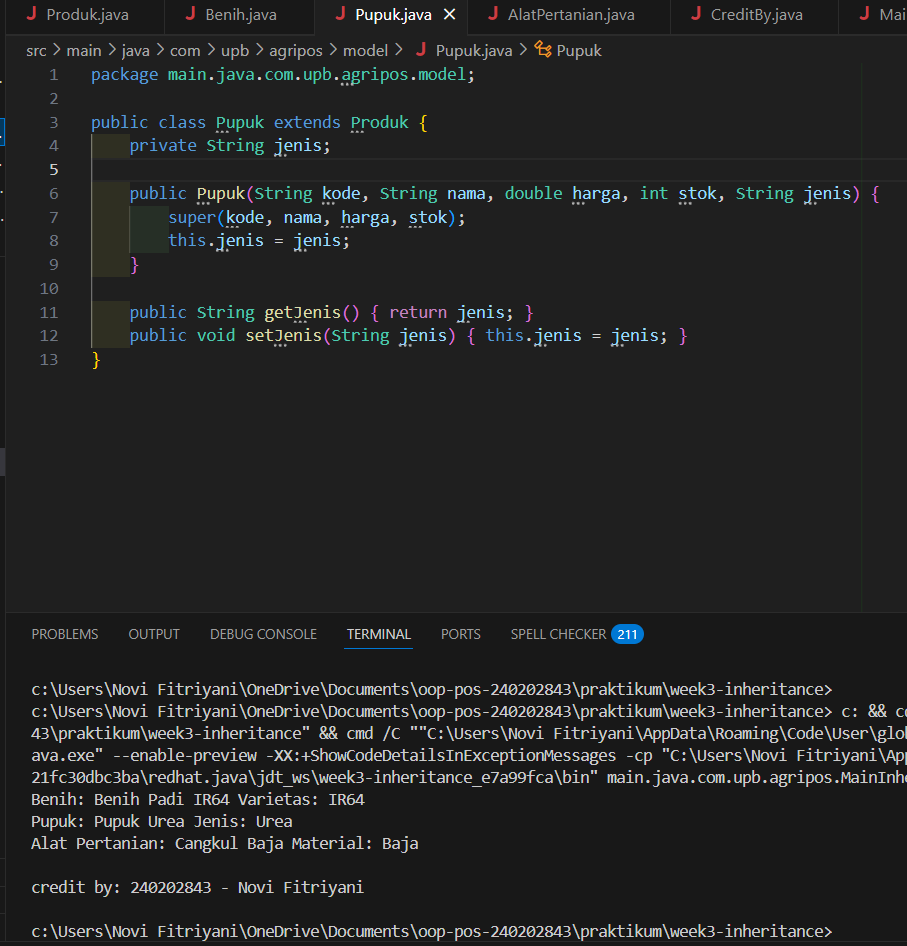 Produk.java Benih.java Pupuk.java AlatPertanian.java CreditBy.java
src > main > java > com > upb > agripos > model > Pupuk.java > Pupuk
1 package main.java.com.upb.agripos.model;
2
3 public class Pupuk extends Produk {
4 private String jenis;
5
6 public Pupuk(String kode, String nama, double harga, int stok, String jenis) {
7 super(kode, nama, harga, stok);
8 this.jenis = jenis;
9 }
10
11 public String getJenis() { return jenis; }
12 public void setJenis(String jenis) { this.jenis = jenis; }
13 }
PROBLEMS OUTPUT DEBUG CONSOLE TERMINAL PORTS SPELL CHECKER 211
c:\Users\Novi Fitriyani\OneDrive\Documents\oop-pos-240202843\praktikum\week3-inheritance>
c:\Users\Novi Fitriyani\OneDrive\Documents\oop-pos-240202843\praktikum\week3-inheritance> c: &&
43\praktikum\week3-inheritance" && cmd /C ""C:\Users\Novi Fitriyani\AppData\Roaming\Code\User\glo
ava.exe" --enable-preview -XX:+ShowCodeDetailsInExceptionMessages -cp "C:\Users\Novi Fitriyani\Ap
21fc30dbc3ba\redhat.java\jdt_ws\week3-inheritance_e7a99fca\bin" main.java.com.upb.agripos.MainInh
Benih: Benih Padi IR64 Varietas: IR64
Pupuk: Pupuk Urea Jenis: Urea
Alat Pertanian: Cangkul Baja Material: Baja
credit by: 240202843 - Novi Fitriyani
c:\Users\Novi Fitriyani\OneDrive\Documents\oop-pos-240202843\praktikum\week3-inheritance>